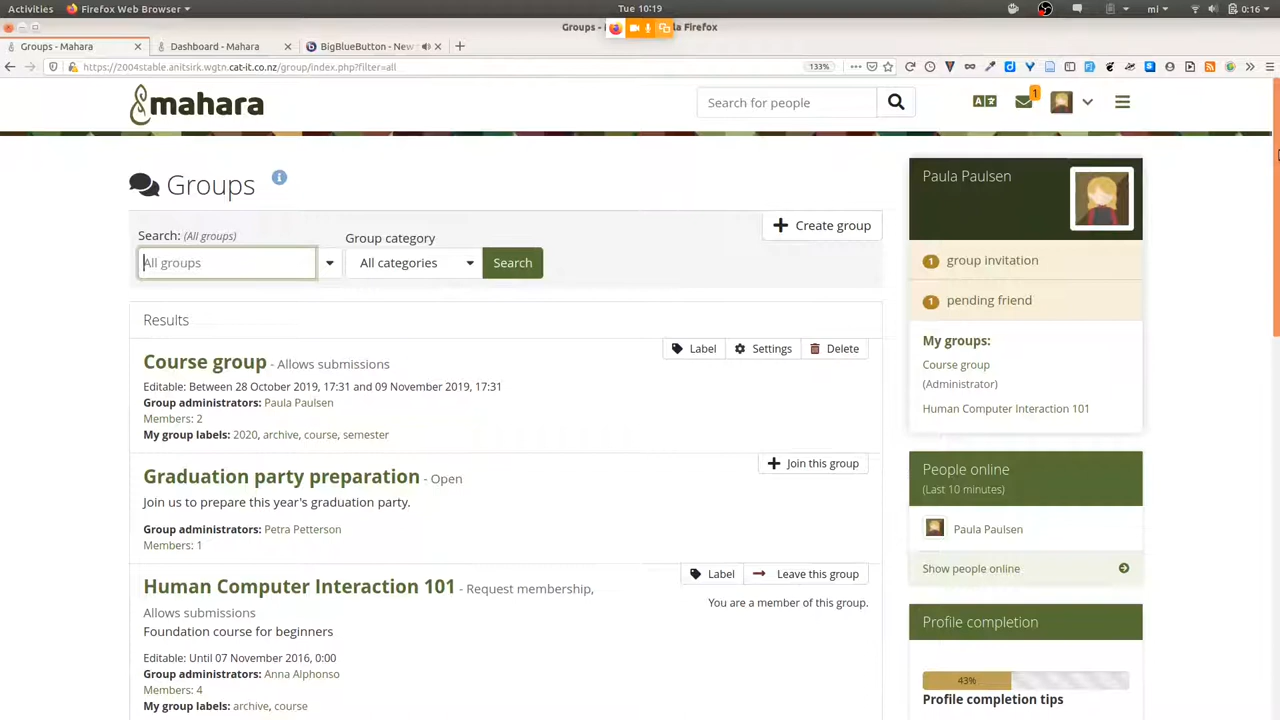 Activities Firefox Web Browser Tue 10:19 mi 0:16
Groups - Mahara Firefox
Groups - Mahara Dashboard - Mahara BigBlueButton - New
https://2004stable.anitsirk.wgtn.cat-it.co.nz/group/index.php?filter=all 133%
mahara Search for people 1
Groups
Create group
Search: (All groups) Group category
All groups All categories Search
Results
Label Settings Delete
Course group - Allows submissions
Editable: Between 28 October 2019, 17:31 and 09 November 2019, 17:31
Group administrators: Paula Paulsen
Members: 2
My group labels: 2020, archive, course, semester
Join this group
Graduation party preparation - Open
Join us to prepare this year's graduation party.
Group administrators: Petra Petterson
Members: 1
Label Leave this group
Human Computer Interaction 101 - Request membership,
Allows submissions
You are a member of this group.
Foundation course for beginners
Editable: Until 07 November 2016, 0:00
Group administrators: Anna Alphonso
Members: 4
My group labels: archive, course
Paula Paulsen
1 group invitation
1 pending friend
My groups:
Course group
(Administrator)
Human Computer Interaction 101
People online
(Last 10 minutes)
Paula Paulsen
Show people online
Profile completion
43%
Profile completion tips